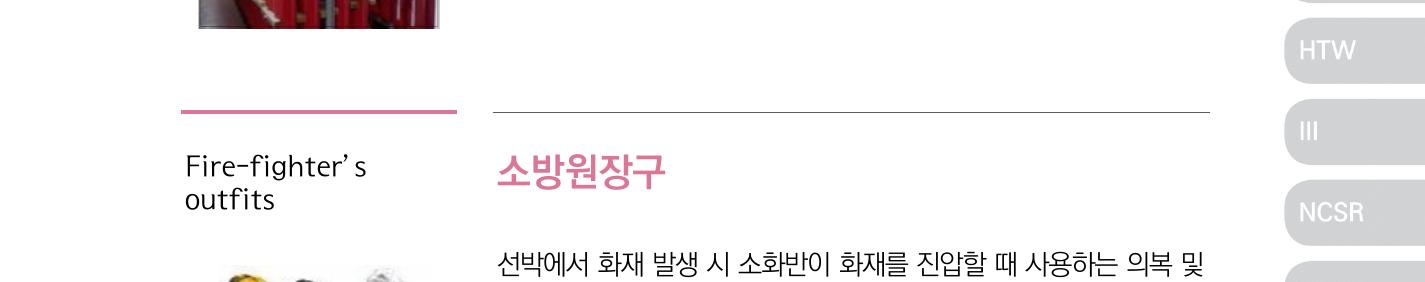 HTW
III
Fire-fighter’s
outfits
소방원장구
NCSR
선박에서 화재 발생 시 소화반이 화재를 진압할 때 사용하는 의복 및